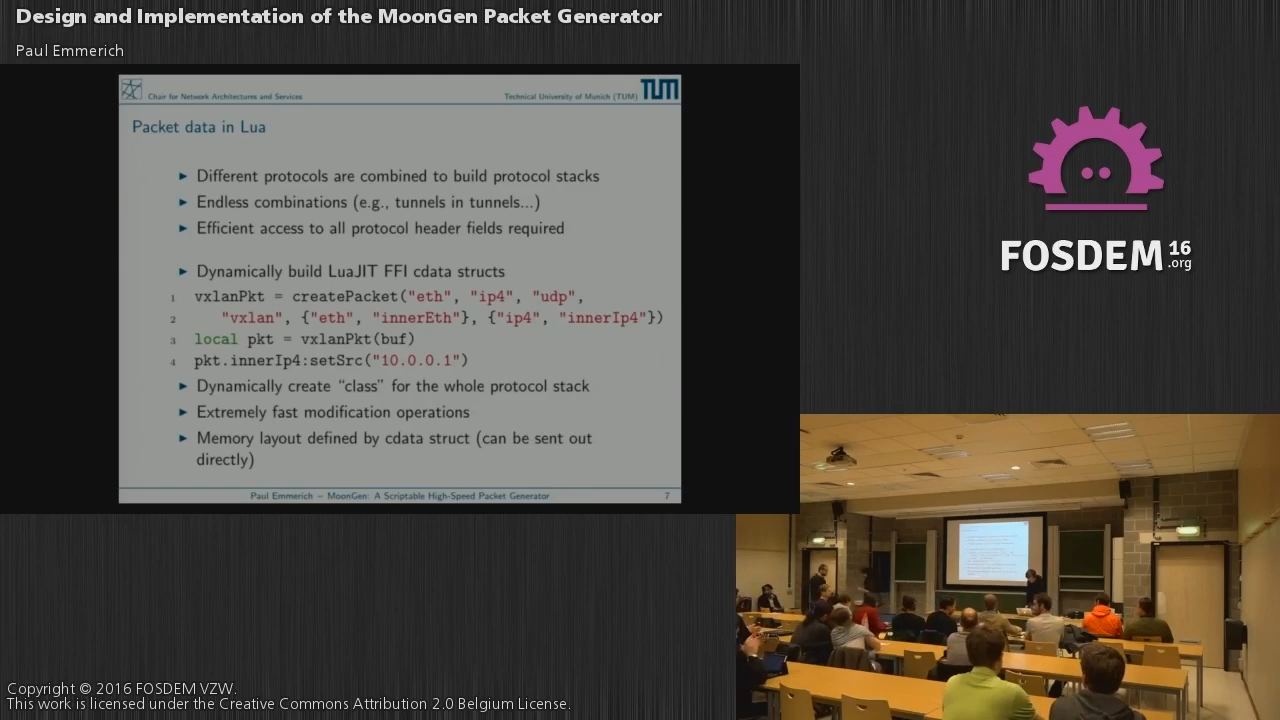 Design and Implementation of the MoonGen Packet Generator
Paul Emmerich
Chair for Network Architectures and Services
Technical University of Munich (TUM)
TUM
Packet data in Lua
► Different protocols are combined to build protocol stacks
► Endless combinations (e.g., tunnels in tunnels...)
► Efficient access to all protocol header fields required
► Dynamically build LuaJIT FFI cdata structs
1 vxlanPkt = createPacket("eth", "ip4", "udp",
2 "vxlan", {"eth", "innerEth"}, {"ip4", "innerIp4"})
3 local pkt = vxlanPkt(buf)
4 pkt.innerIp4:setSrc("10.0.0.1")
► Dynamically create “class” for the whole protocol stack
► Extremely fast modification operations
► Memory layout defined by cdata struct (can be sent out
directly)
Paul Emmerich – MoonGen: A Scriptable High-Speed Packet Generator
7
FOSDEM 16
.org
Copyright © 2016 FOSDEM VZW.
This work is licensed under the Creative Commons Attribution 2.0 Belgium License.